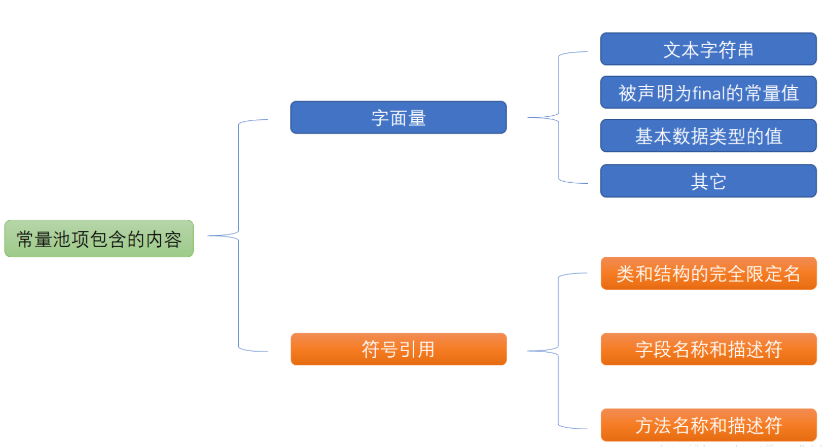 常量池项包含的内容
字面量
文本字符串
被声明为final的常量值
基本数据类型的值
其它
符号引用
类和结构的完全限定名
字段名称和描述符
方法名称和描述符